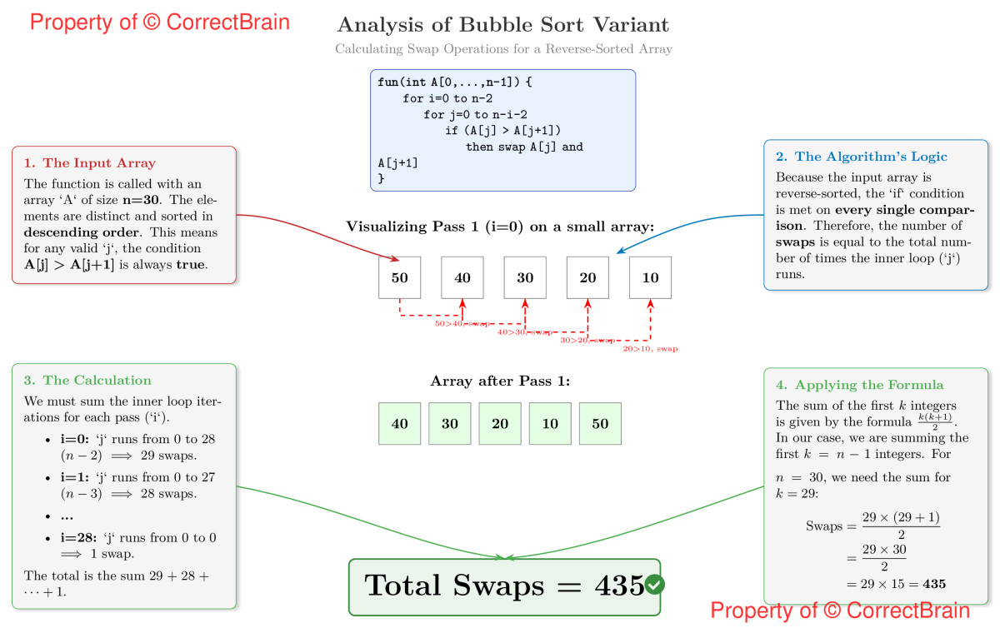 Property of © CorrectBrain
Analysis of Bubble Sort Variant
Calculating Swap Operations for a Reverse-Sorted Array
fun(int A[0,...,n-1]) {
for i=0 to n-2
for j=0 to n-i-2
if (A[j] > A[j+1])
then swap A[j] and
A[j+1]
}
1. The Input Array
The function is called with an
array ‘A‘ of size n=30. The ele-
ments are distinct and sorted in
descending order. This means
for any valid ‘j‘, the condition
A[j] > A[j+1] is always true.
2. The Algorithm's Logic
Because the input array is
reverse-sorted, the ‘if‘ condition
is met on every single compar-
ison. Therefore, the number of
swaps is equal to the total num-
ber of times the inner loop (‘j‘)
runs.
Visualizing Pass 1 (i=0) on a small array:
50 40 30 20 10
50>40, swap
40>30, swap
30>20, swap
20>10, swap
Array after Pass 1:
40 30 20 10 50
3. The Calculation
We must sum the inner loop iter-
ations for each pass (‘i‘).
• i=0: ‘j‘ runs from 0 to 28
(n − 2) ⟹ 29 swaps.
• i=1: ‘j‘ runs from 0 to 27
(n − 3) ⟹ 28 swaps.
• ...
• i=28: ‘j‘ runs from 0 to 0
⟹ 1 swap.
The total is the sum 29 + 28 +
⋯ + 1.
4. Applying the Formula
The sum of the first k integers
is given by the formula k(k+1)/2.
In our case, we are summing the
first k = n − 1 integers. For
n = 30, we need the sum for
k = 29:
Swaps = 29 × (29 + 1) / 2
= 29 × 30 / 2
= 29 × 15 = 435
Total Swaps = 435
Property of © CorrectBrain